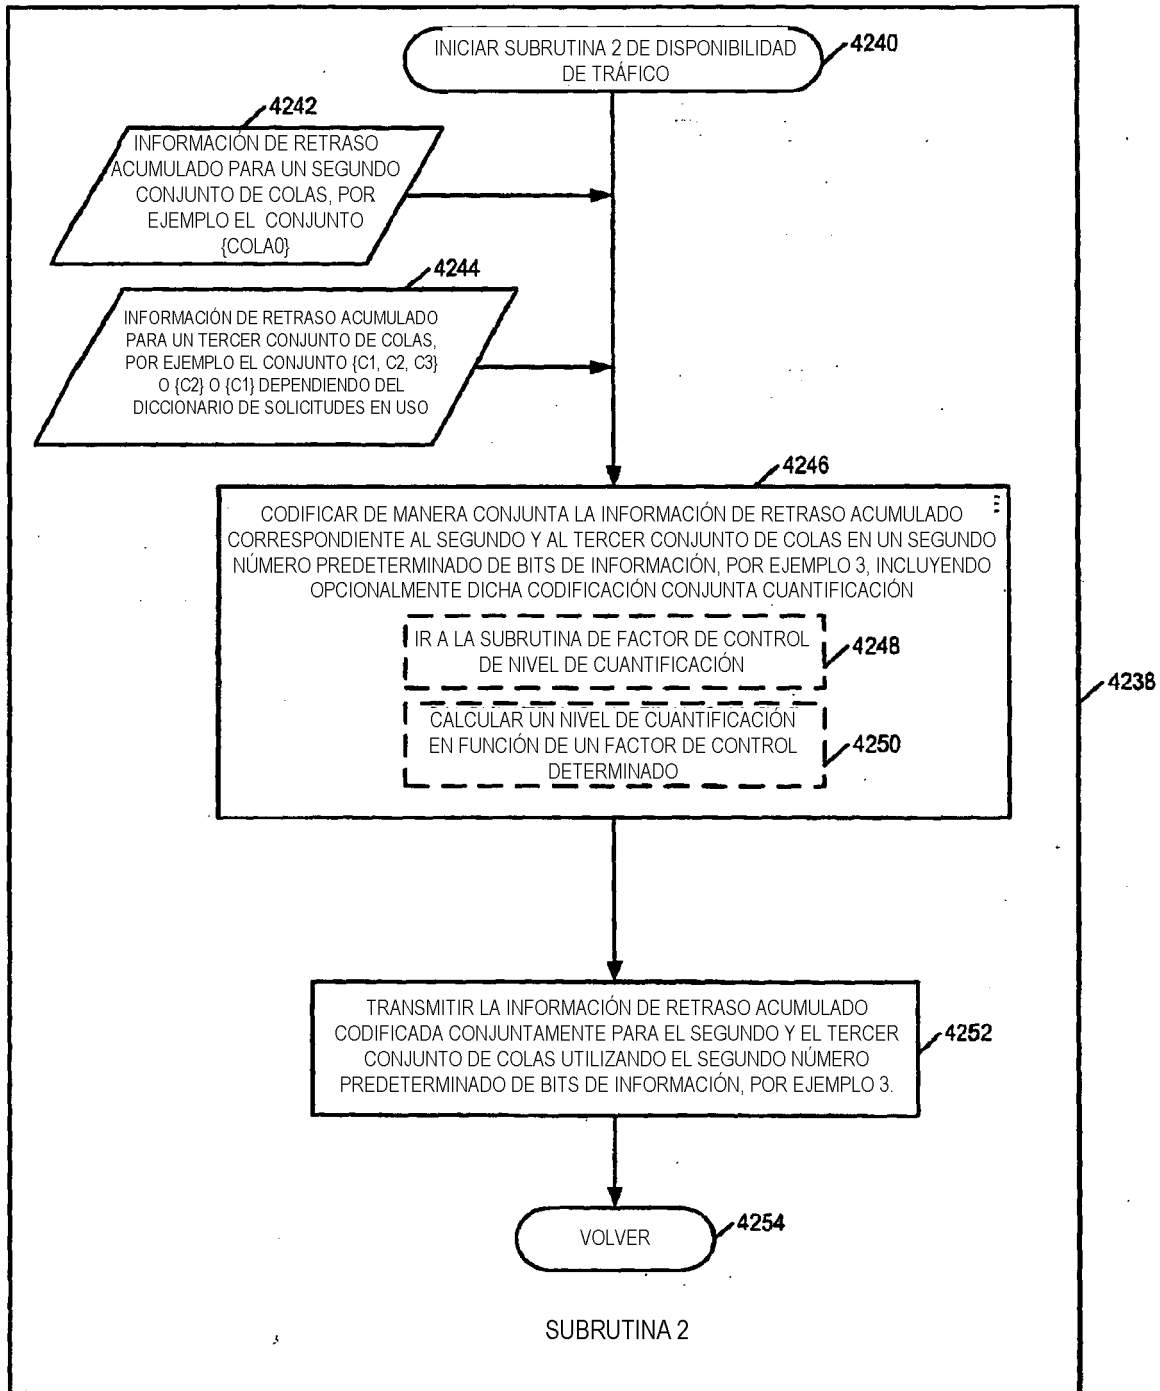 INICIAR SUBRUTINA 2 DE DISPONIBILIDAD
DE TRÁFICO
4240
4242
INFORMACIÓN DE RETRASO
ACUMULADO PARA UN SEGUNDO
CONJUNTO DE COLAS, POR
EJEMPLO EL CONJUNTO
{COLA0}
4244
INFORMACIÓN DE RETRASO ACUMULADO
PARA UN TERCER CONJUNTO DE COLAS,
POR EJEMPLO EL CONJUNTO {C1, C2, C3}
O {C2} O {C1} DEPENDIENDO DEL
DICCIONARIO DE SOLICITUDES EN USO
4246
CODIFICAR DE MANERA CONJUNTA LA INFORMACIÓN DE RETRASO ACUMULADO
CORRESPONDIENTE AL SEGUNDO Y AL TERCER CONJUNTO DE COLAS EN UN SEGUNDO
NÚMERO PREDETERMINADO DE BITS DE INFORMACIÓN, POR EJEMPLO 3, INCLUYENDO
OPCIONALMENTE DICHA CODIFICACIÓN CONJUNTA CUANTIFICACIÓN
IR A LA SUBRUTINA DE FACTOR DE CONTROL
DE NIVEL DE CUANTIFICACIÓN
4248
CALCULAR UN NIVEL DE CUANTIFICACIÓN
EN FUNCIÓN DE UN FACTOR DE CONTROL
DETERMINADO
4250
4238
TRANSMITIR LA INFORMACIÓN DE RETRASO ACUMULADO
CODIFICADA CONJUNTAMENTE PARA EL SEGUNDO Y EL TERCER
CONJUNTO DE COLAS UTILIZANDO EL SEGUNDO NÚMERO
PREDETERMINADO DE BITS DE INFORMACIÓN, POR EJEMPLO 3.
4252
VOLVER
4254
SUBRUTINA 2